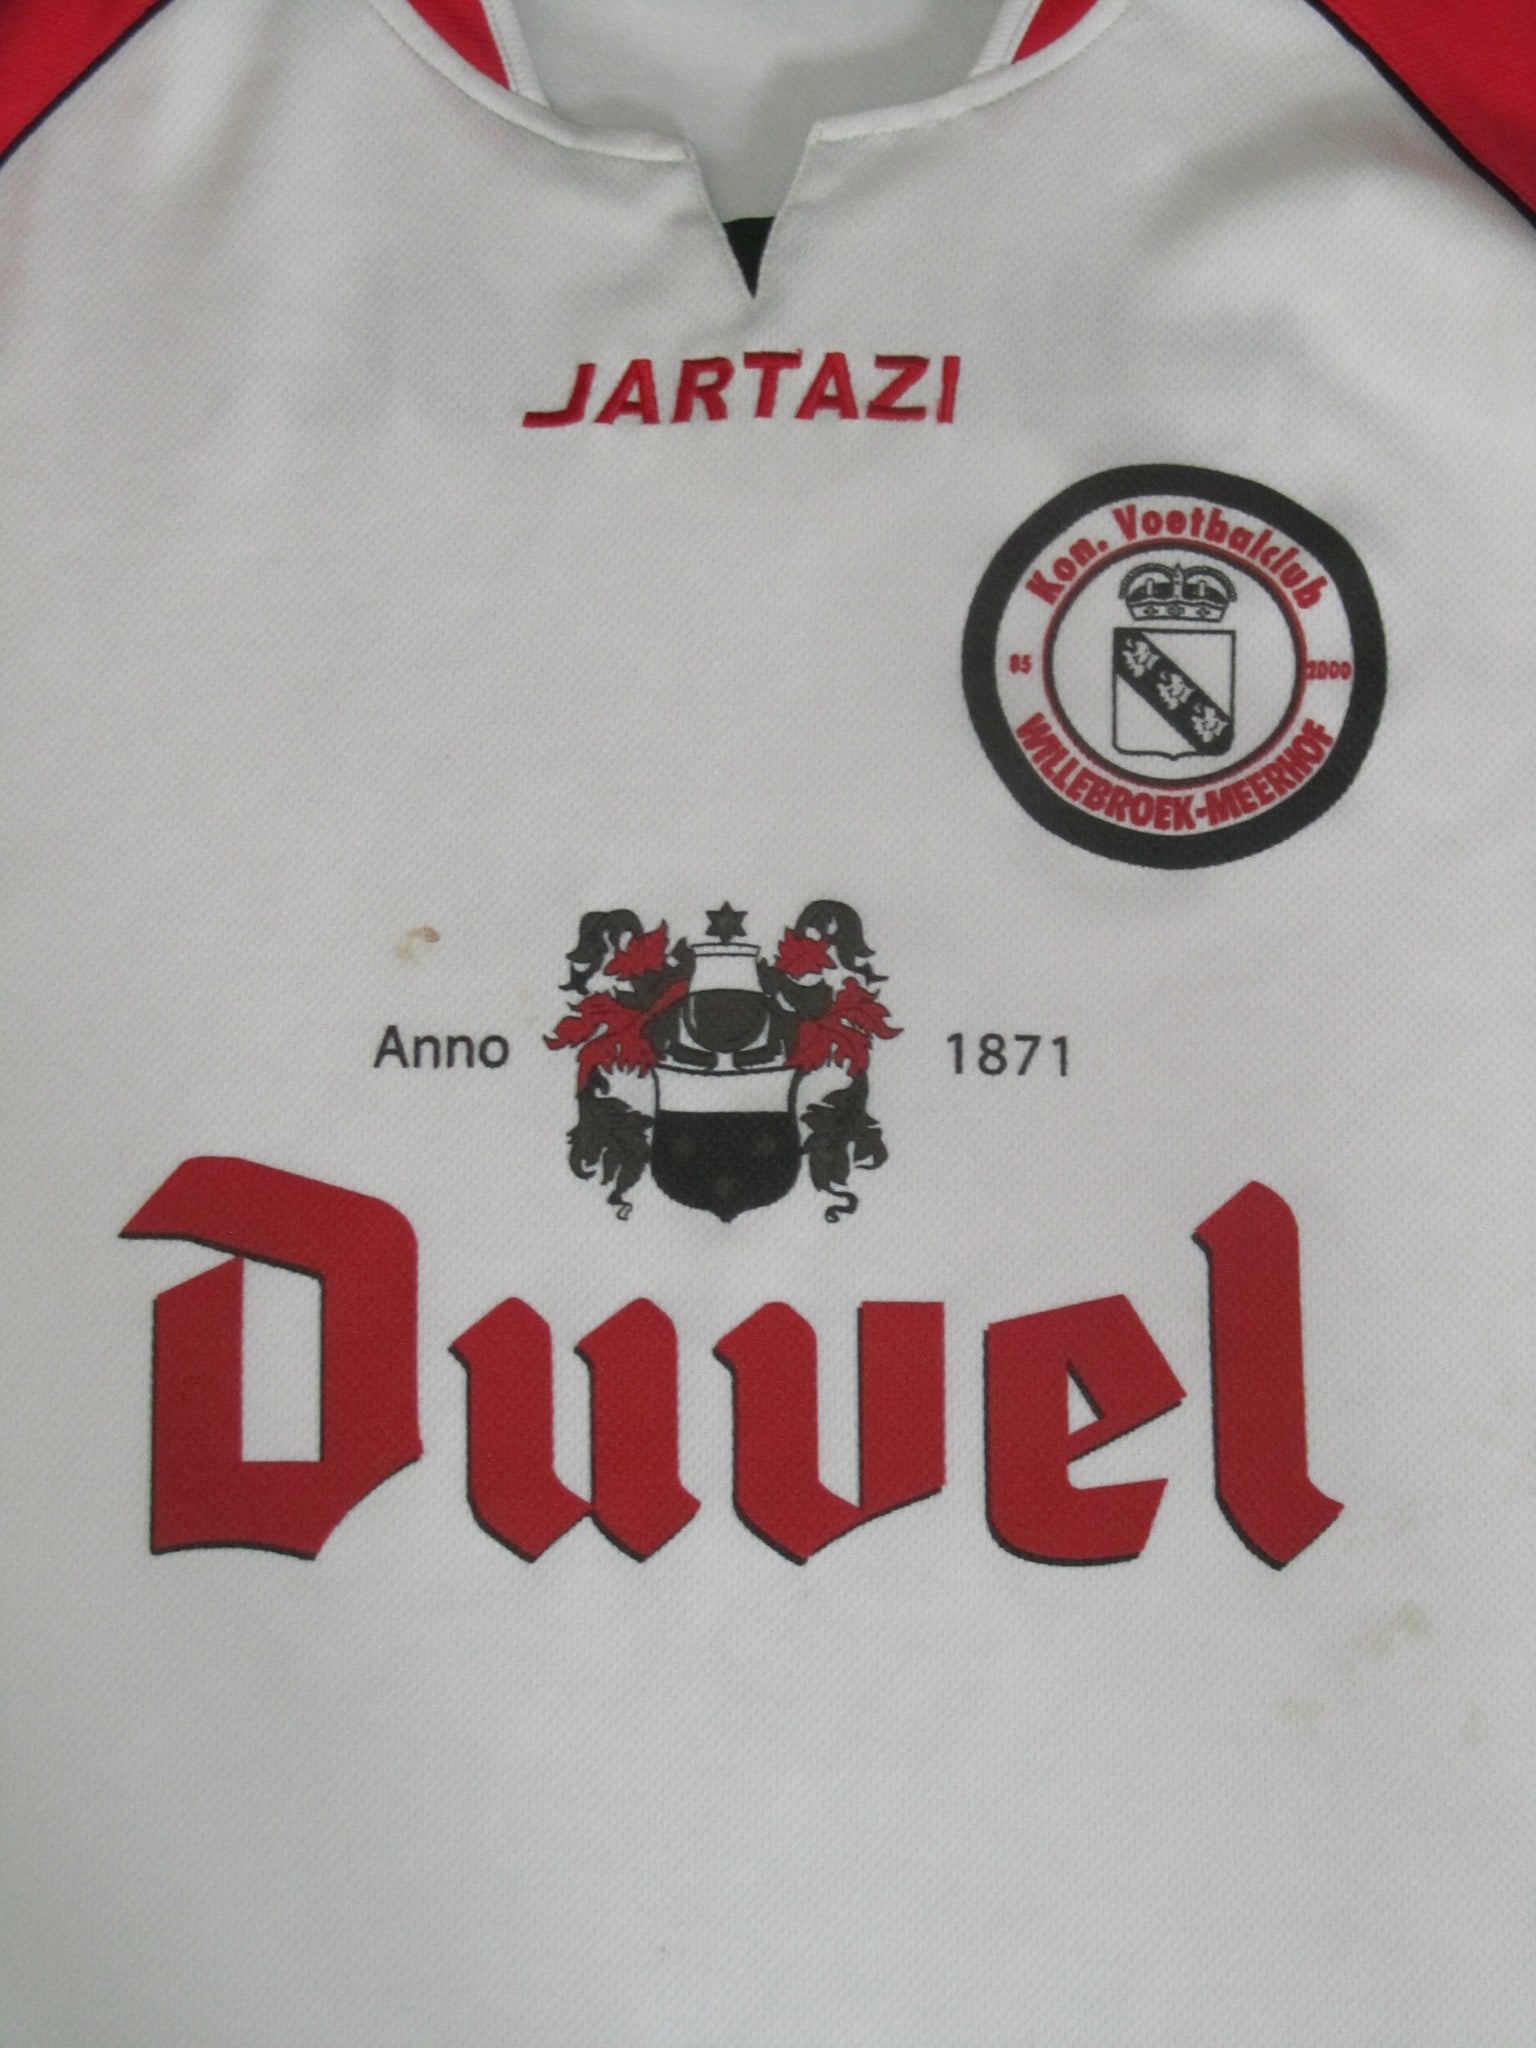 JARTAZI
Kon. Voetbalclub
85 2000
WILLEBROEK-MEERHOF
Anno 1871
Duvel